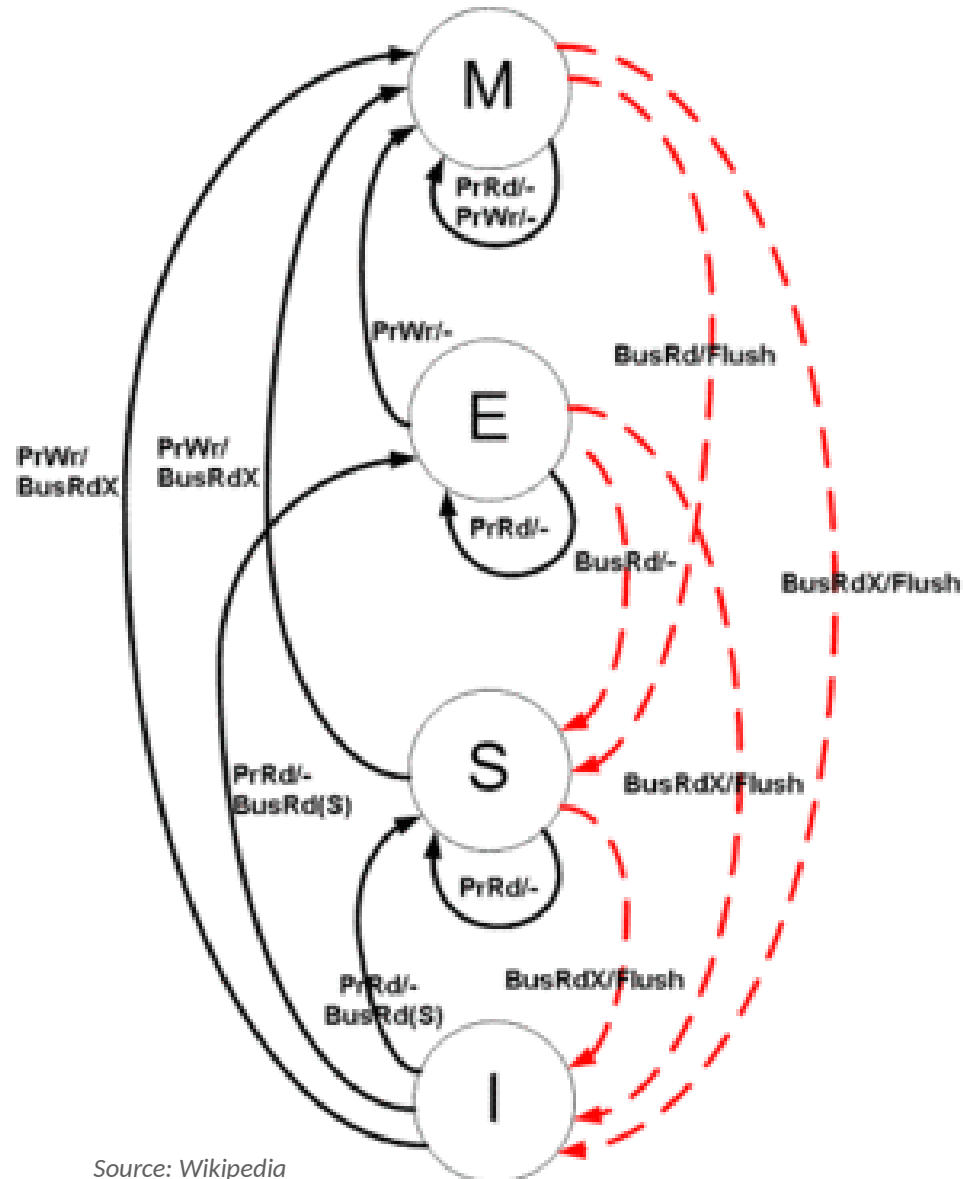 M
PrRd/-
PrWr/-
PrWr/-
BusRd/Flush
E
PrWr/
BusRdX
PrWr/
BusRdX
PrRd/-
BusRd/-
BusRdX/Flush
S
PrRd/-
BusRd(S)
BusRdX/Flush
PrRd/-
PrRd/-
BusRd(S)
BusRdX/Flush
I
Source: Wikipedia